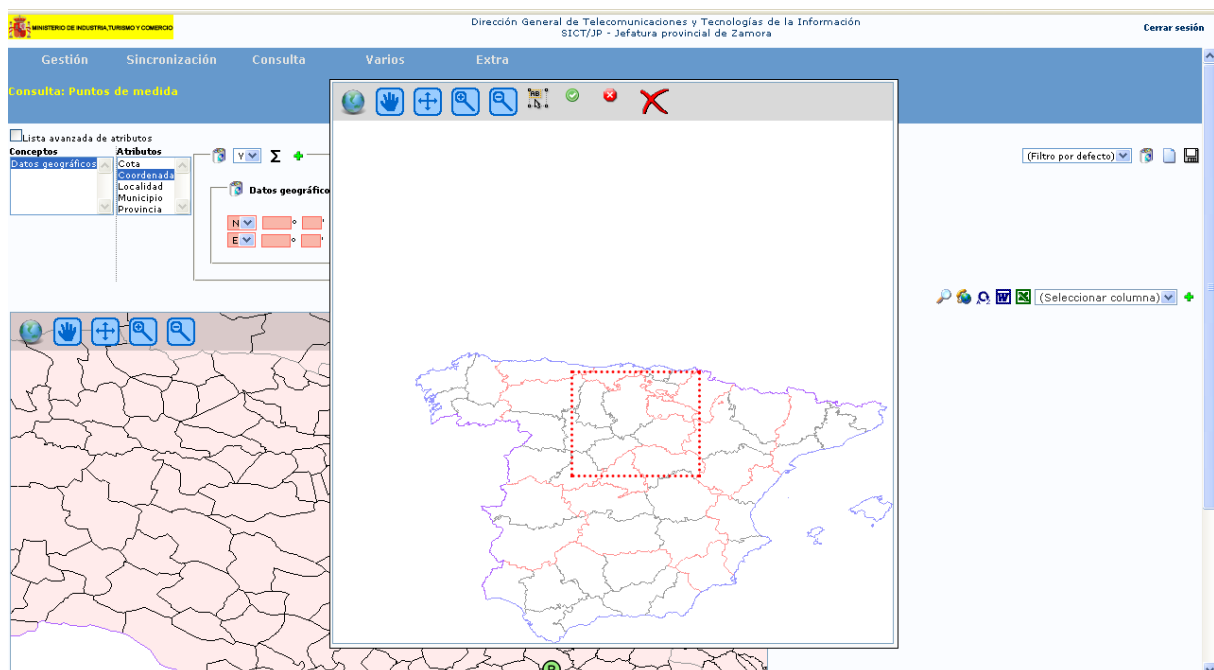 MINISTERIO DE INDUSTRIA,TURISMO Y COMERCIO
Dirección General de Telecomunicaciones y Tecnologías de la Información
SICT/JP - Jefatura provincial de Zamora
Cerrar sesión
Gestión Sincronización Consulta Varios Extra
Consulta: Puntos de medida
Lista avanzada de atributos
Conceptos Atributos
Datos geográficos
Cota
Coordenada
Localidad
Municipio
Provincia
Y Σ
Datos geográfico
N ° '
E ° '
AB
(Filtro por defecto)
W X (Seleccionar columna)
R